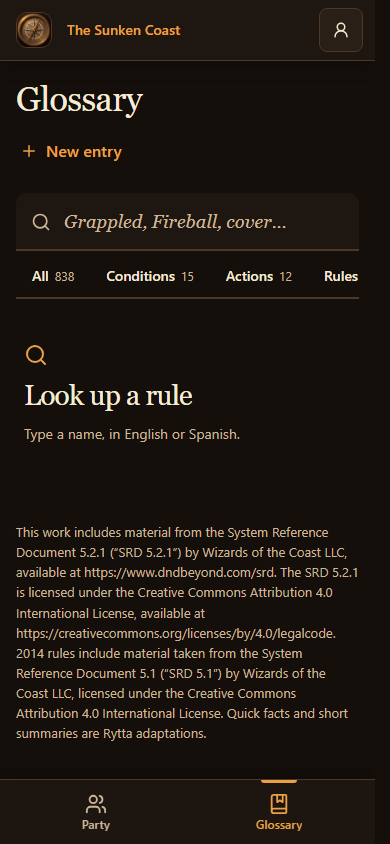 The Sunken Coast
Glossary
+ New entry
Grappled, Fireball, cover...
All 838 Conditions 15 Actions 12 Rules
Look up a rule
Type a name, in English or Spanish.
This work includes material from the System Reference
Document 5.2.1 (“SRD 5.2.1”) by Wizards of the Coast LLC,
available at https://www.dndbeyond.com/srd. The SRD 5.2.1
is licensed under the Creative Commons Attribution 4.0
International License, available at
https://creativecommons.org/licenses/by/4.0/legalcode.
2014 rules include material taken from the System
Reference Document 5.1 (“SRD 5.1”) by Wizards of the
Coast LLC, licensed under the Creative Commons
Attribution 4.0 International License. Quick facts and short
summaries are Rytta adaptations.
Party Glossary